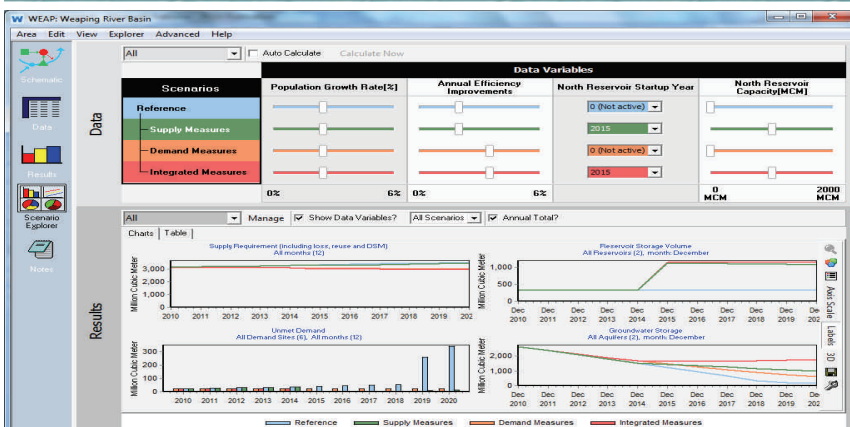 WEAP: Weaping River Basin
Area Edit View Explorer Advanced Help
All Auto Calculate Calculate Now
Schematic
Data
Results
Scenario Explorer
Notes
Data
Data Variables
Scenarios
Population Growth Rate[%]
Annual Efficiency Improvements
North Reservoir Startup Year
North Reservoir Capacity[MCM]
Reference
0 (Not active)
Supply Measures
2015
Demand Measures
0 (Not active)
Integrated Measures
2015
0% 6% 0% 6%
0 MCM
2000 MCM
Results
All Manage Show Data Variables? All Scenarios Annual Total?
Charts Table
Supply Requirement (including loss, reuse and DSM)
All months (12)
Million Cubic Meter
3,000
2,000
1,000
0
2010 2011 2012 2013 2014 2015 2016 2017 2018 2019 202
Reservoir Storage Volume
All Reservoirs (2), month: December
Million Cubic Meter
1,000
500
0
Dec Dec Dec Dec Dec Dec Dec Dec Dec Dec De
2010 2011 2012 2013 2014 2015 2016 2017 2018 2019 202
Unmet Demand
All Demand Sites (6), All months (12)
Million Cubic Meter
300
200
100
0
2010 2011 2012 2013 2014 2015 2016 2017 2018 2019 2020
Groundwater Storage
All Aquifers (2), month: December
Million Cubic Meter
2,000
1,000
0
Dec Dec Dec Dec Dec Dec Dec Dec Dec Dec De
2010 2011 2012 2013 2014 2015 2016 2017 2018 2019 202
Axis Scale
Labels
3D
Reference Supply Measures Demand Measures Integrated Measures